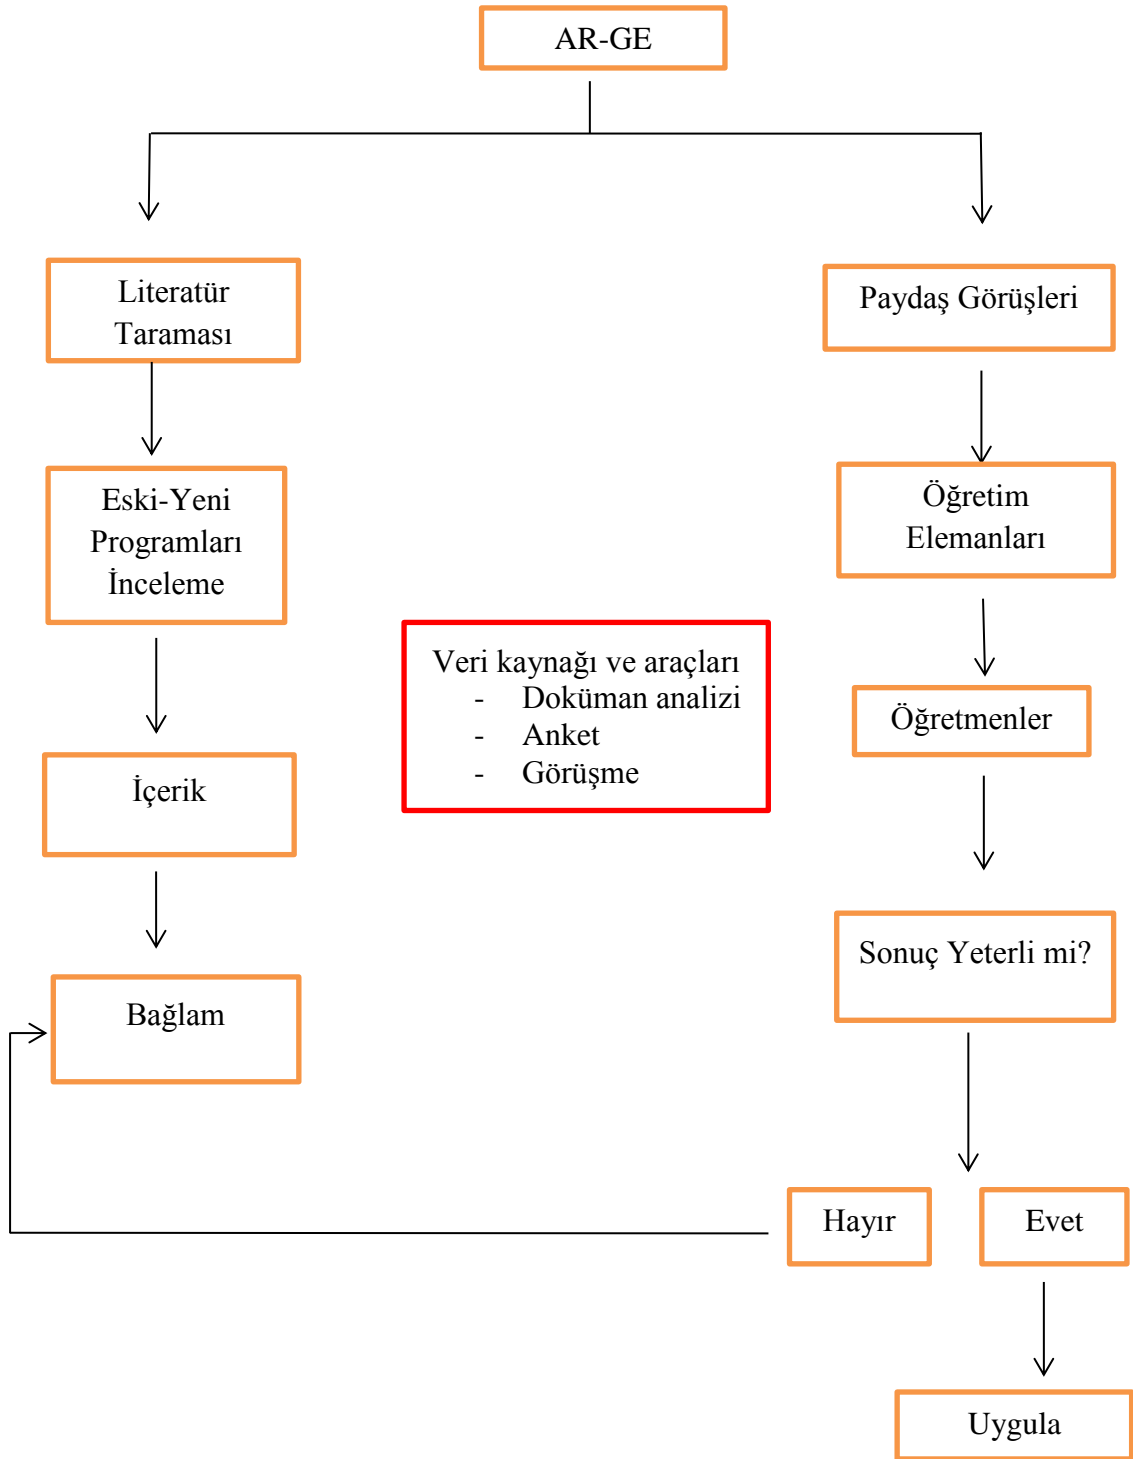 AR-GE
Literatür
Taraması
Eski-Yeni
Programları
İnceleme
İçerik
Bağlam
Veri kaynağı ve araçları
- Doküman analizi
- Anket
- Görüşme
Paydaş Görüşleri
Öğretim
Elemanları
Öğretmenler
Sonuç Yeterli mi?
Hayır
Evet
Uygula